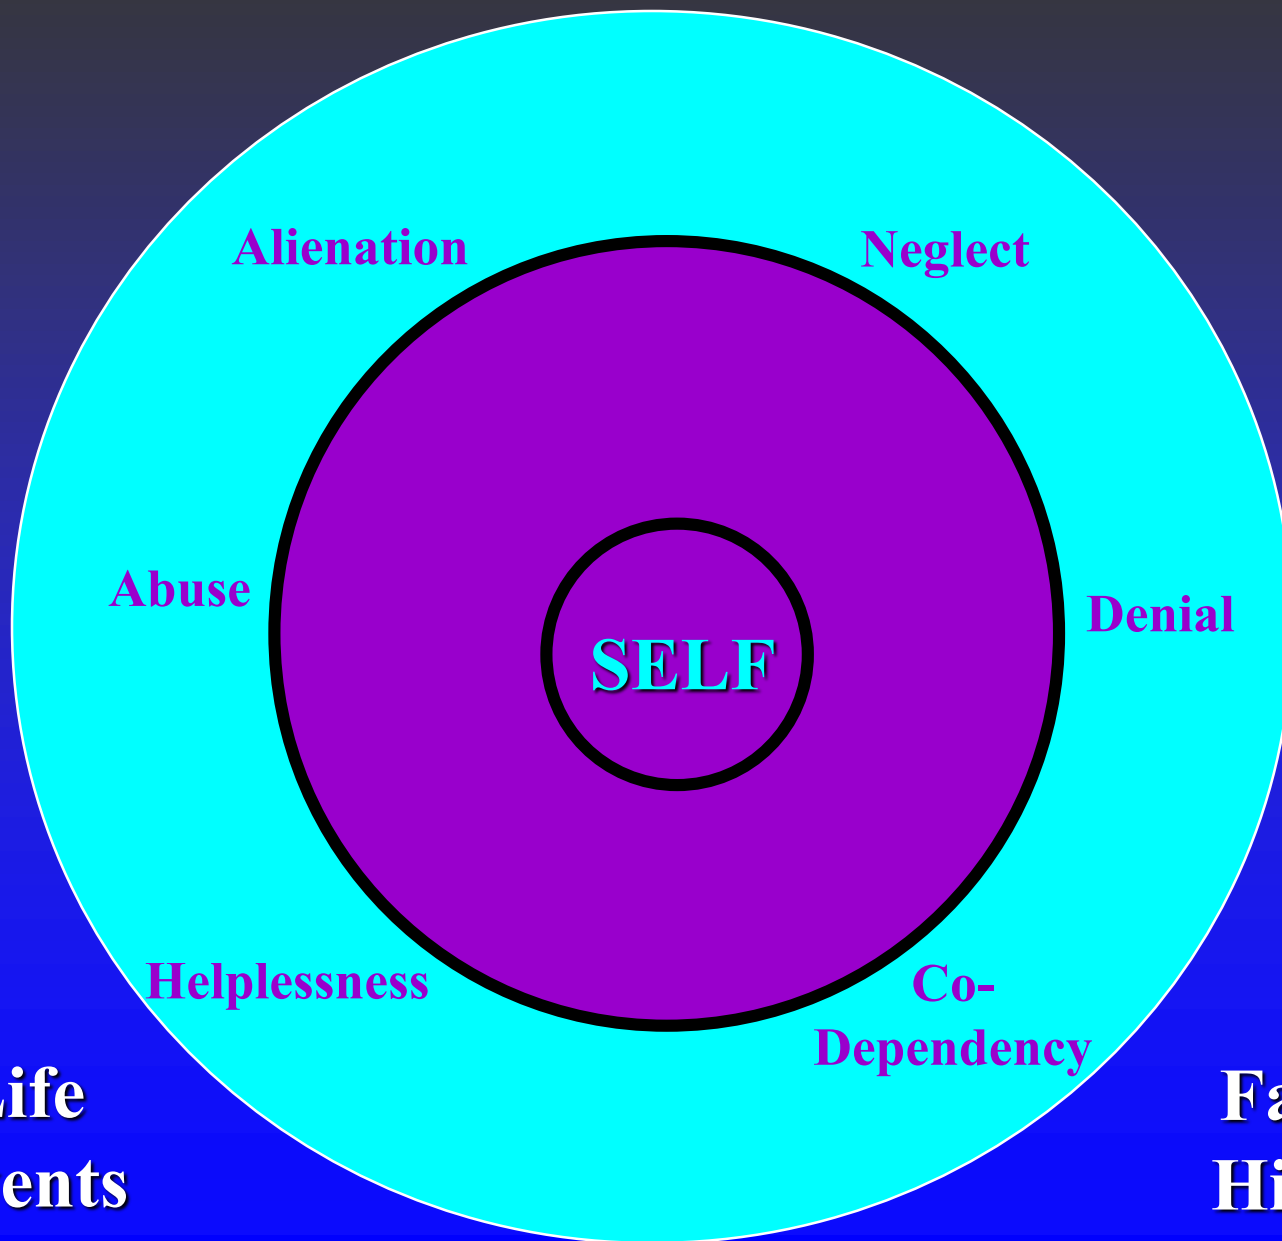 Alienation
Neglect
Abuse
Denial
SELF
Helplessness
Co-
Dependency